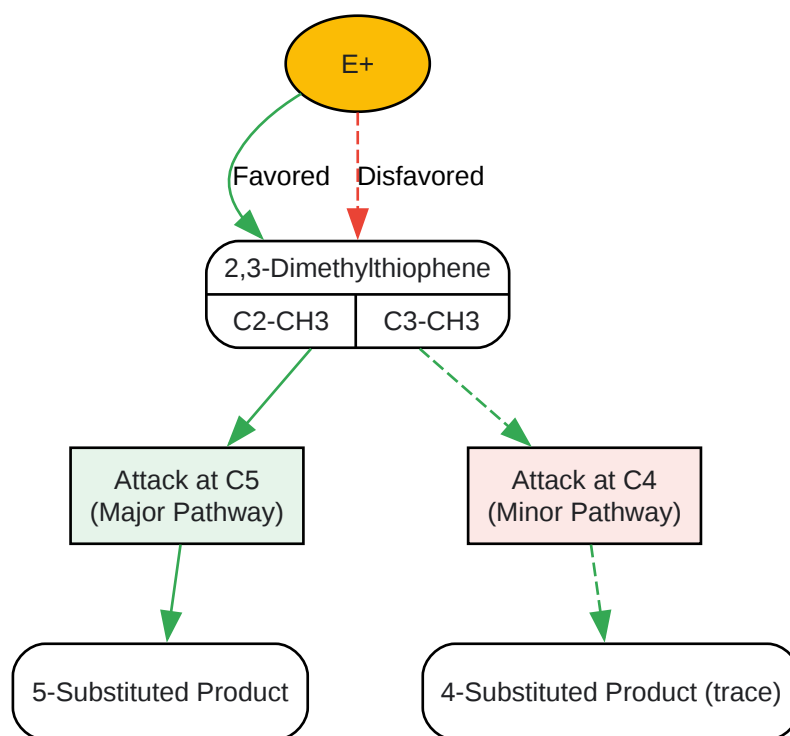 E+
Favored
Disfavored
2,3-Dimethylthiophene
C2-CH3
C3-CH3
Attack at C5
(Major Pathway)
Attack at C4
(Minor Pathway)
5-Substituted Product
4-Substituted Product (trace)